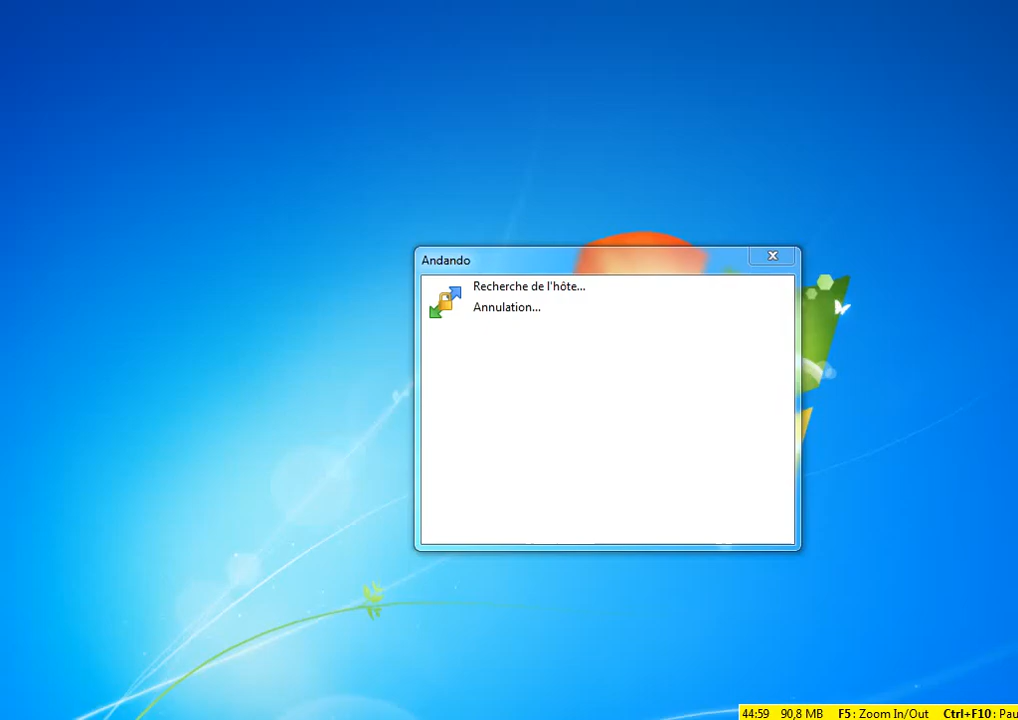 Andando
Recherche de l'hôte...
Annulation...
44:59 90,8 MB F5: Zoom In/Out Ctrl+F10: Pau